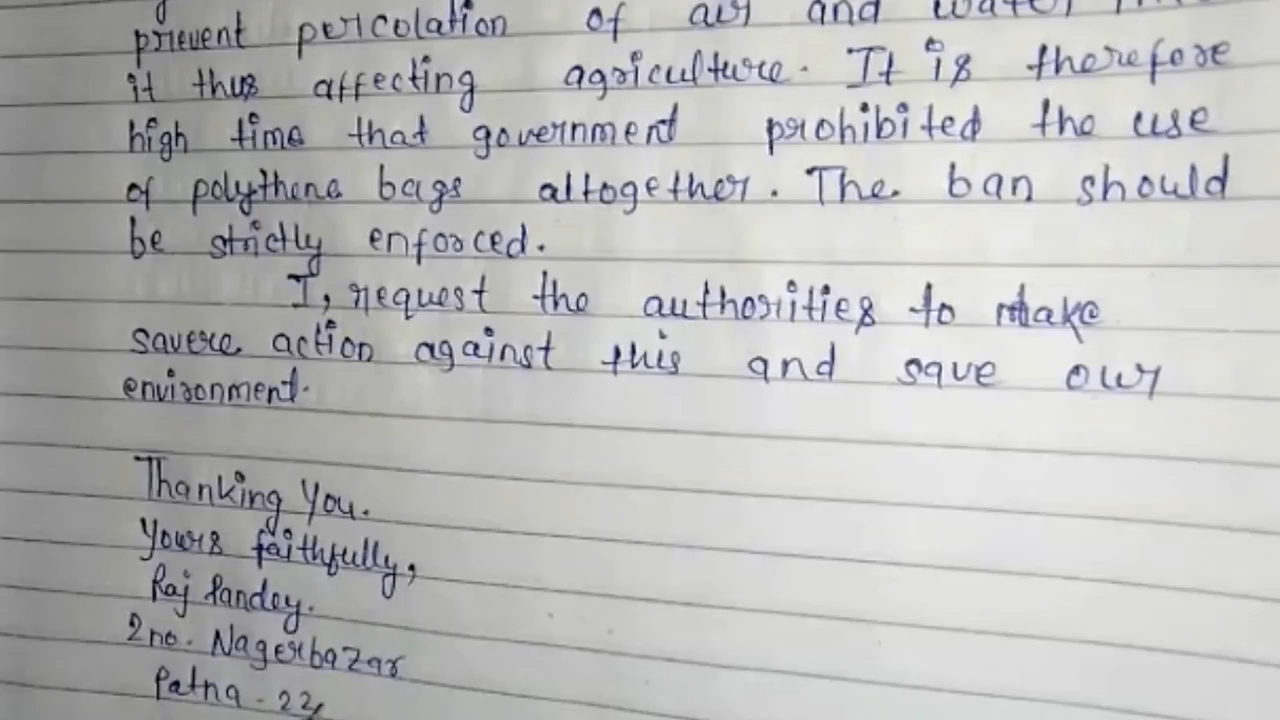 prevent percolation of air and water
it thus affecting agriculture. It is therefore
high time that government prohibited the use
of polythene bags altogether. The ban should
be strictly enforced.
I, request the authorities to take
savere action against this and save our
environment.
Thanking You.
Yours faithfully,
Raj Pandey.
2no. Nagerbazar
Patna - 22